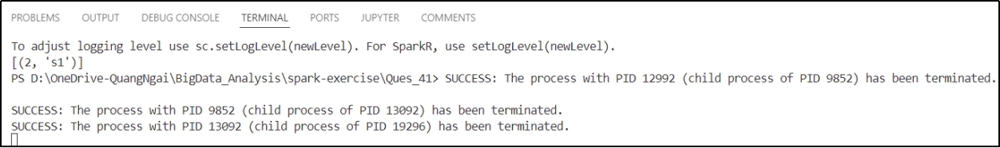 PROBLEMS OUTPUT DEBUG CONSOLE TERMINAL PORTS JUPYTER COMMENTS
To adjust logging level use sc.setLogLevel(newLevel). For SparkR, use setLogLevel(newLevel).
[(2, 's1')]
PS D:\OneDrive-QuangNgai\BigData_Analysis\spark-exercise\Ques_41> SUCCESS: The process with PID 12992 (child process of PID 9852) has been terminated.
SUCCESS: The process with PID 9852 (child process of PID 13092) has been terminated.
SUCCESS: The process with PID 13092 (child process of PID 19296) has been terminated.